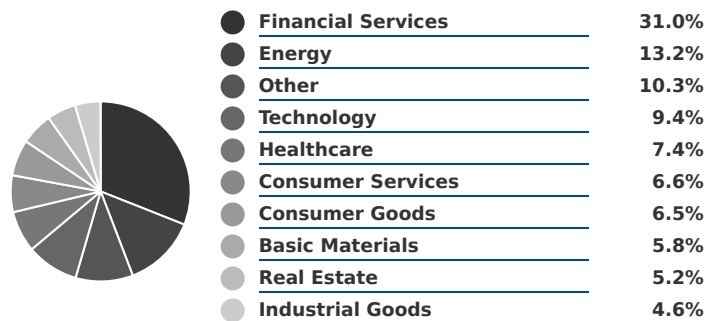 Financial Services 31.0%
Energy 13.2%
Other 10.3%
Technology 9.4%
Healthcare 7.4%
Consumer Services 6.6%
Consumer Goods 6.5%
Basic Materials 5.8%
Real Estate 5.2%
Industrial Goods 4.6%